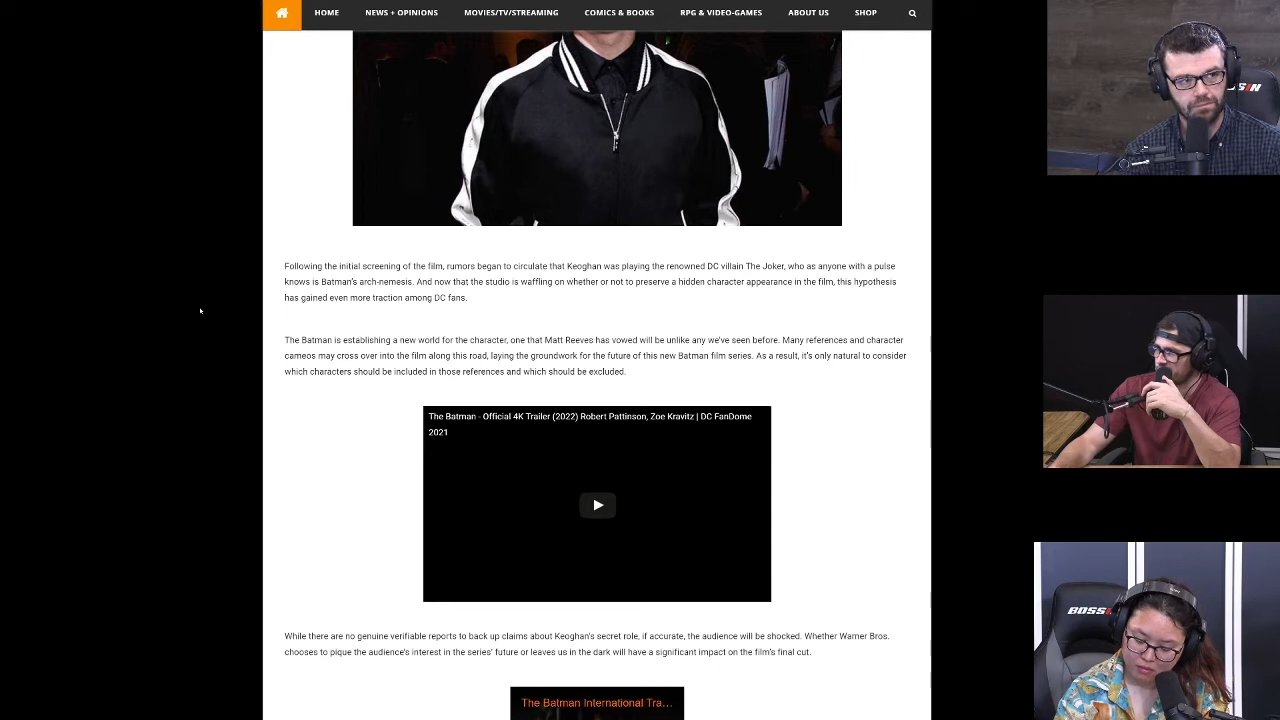 HOME NEWS + OPINIONS MOVIES/TV/STREAMING COMICS & BOOKS RPG & VIDEO-GAMES ABOUT US SHOP
Following the initial screening of the film, rumors began to circulate that Keoghan was playing the renowned DC villain The Joker, who as anyone with a pulse
knows is Batman's arch-nemesis. And now that the studio is waffling on whether or not to preserve a hidden character appearance in the film, this hypothesis
has gained even more traction among DC fans.
The Batman is establishing a new world for the character, one that Matt Reeves has vowed will be unlike any we've seen before. Many references and character
cameos may cross over into the film along this road, laying the groundwork for the future of this new Batman film series. As a result, it's only natural to consider
which characters should be included in those references and which should be excluded.
The Batman - Official 4K Trailer (2022) Robert Pattinson, Zoe Kravitz | DC FanDome
2021
While there are no genuine verifiable reports to back up claims about Keoghan's secret role, if accurate, the audience will be shocked. Whether Warner Bros.
chooses to pique the audience's interest in the series' future or leaves us in the dark will have a significant impact on the film's final cut.
The Batman International Tra...